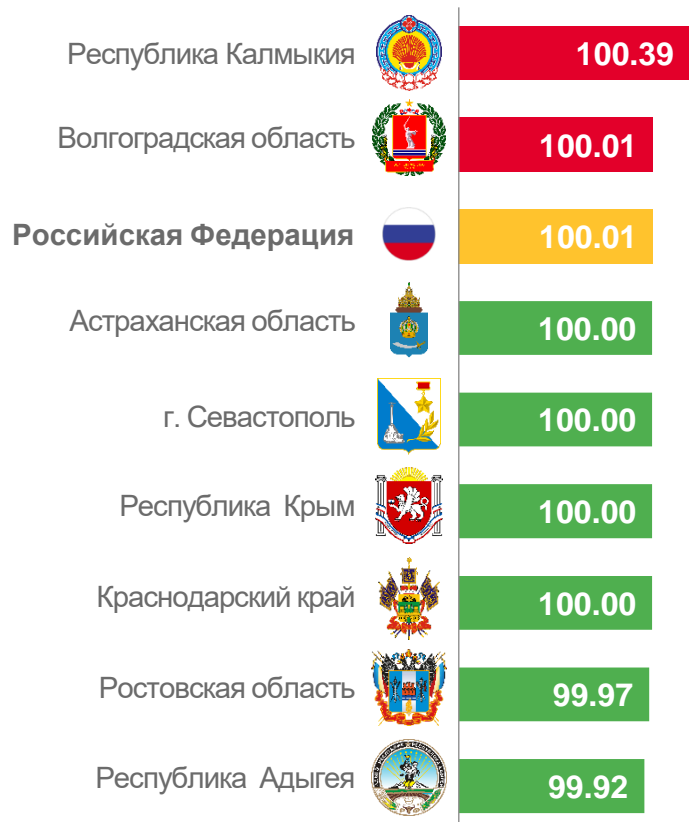 Республика Калмыкия 100.39
Волгоградская область 100.01
Российская Федерация 100.01
Астраханская область 100.00
г. Севастополь 100.00
Республика Крым 100.00
Краснодарский край 100.00
Ростовская область 99.97
Республика Адыгея 99.92